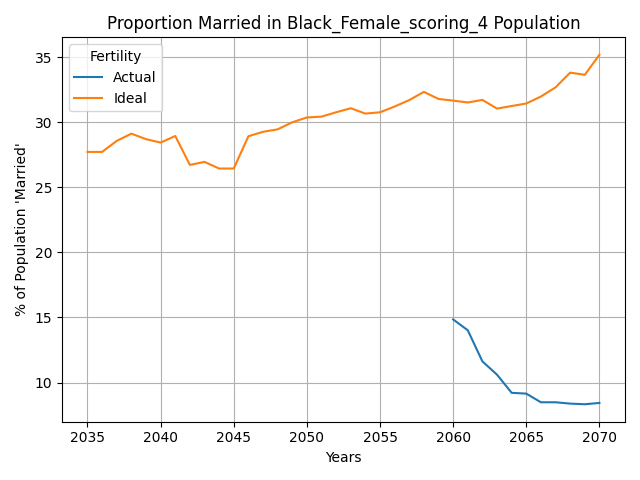 Proportion Married in Black_Female_scoring_4 Population
Fertility
Actual
Ideal
% of Population 'Married'
35
30
25
20
15
10
2035 2040 2045 2050 2055 2060 2065 2070
Years